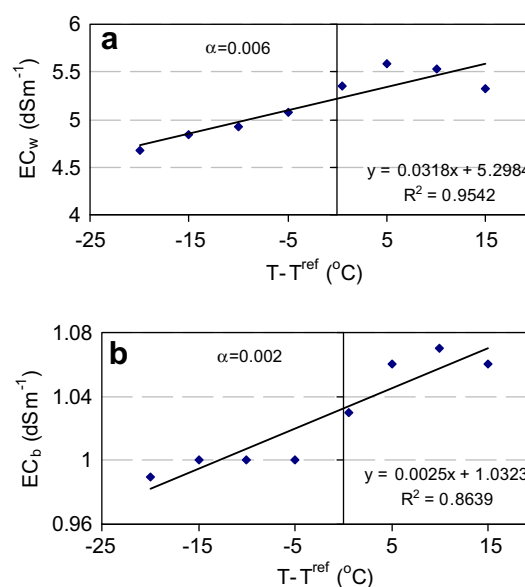 a
α=0.006
6
5.5
5
4.5
4
ECw (dSm⁻¹)
y = 0.0318x + 5.2984
R² = 0.9542
-25 -15 -5 5 15
T-Tʳᵉᶠ (°C)
b
α=0.002
1.08
1.04
1
0.96
ECb (dSm⁻¹)
y = 0.0025x + 1.0323
R² = 0.8639
-25 -15 -5 5 15
T-Tʳᵉᶠ (°C)